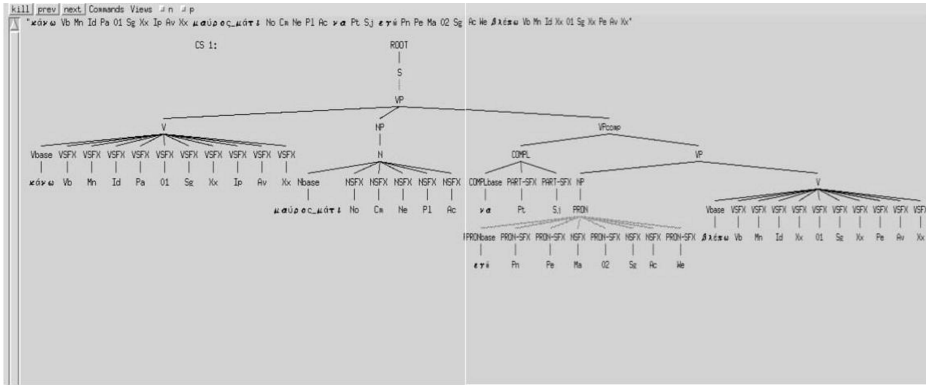 kill prev next Commands Views n p
"κάνω Vb Mn Id Pa 01 Sg Xx Ip Av Xx μαύρος_μάτι No Cm Ne Pl Ac να Pt Sj εγώ Pn Pe Ma 02 Sg Ac We βλέπω Vb Mn Id Xx 01 Sg Xx Pe Av Xx"
CS 1: ROOT
S
VP
V NP VPcomp
Vbase VSFX VSFX VSFX VSFX VSFX VSFX VSFX VSFX VSFX VSFX N COMPL VP
κάνω Vb Mn Id Pa 01 Sg Xx Ip Av Xx Nbase NSFX NSFX NSFX NSFX NSFX COMPLbase PART-SFX PART-SFX NP V
μαύρος_μάτι No Cm Ne Pl Ac να Pt Sj PRON Vbase VSFX VSFX VSFX VSFX VSFX VSFX VSFX VSFX VSFX VSFX
PRONbase PRON-SFX PRON-SFX NSFX PRON-SFX NSFX NSFX PRON-SFX βλέπω Vb Mn Id Xx 01 Sg Xx Pe Av Xx
εγώ Pn Pe Ma 02 Sg Ac We